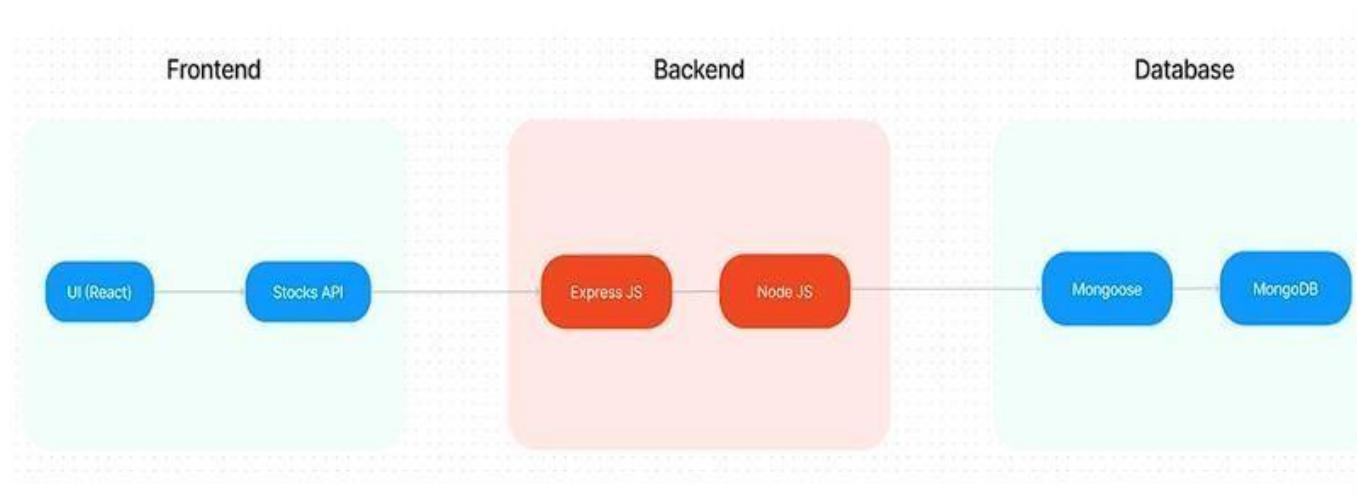 Frontend
Backend
Database
UI (React)
Stocks API
Express JS
Node JS
Mongoose
MongoDB